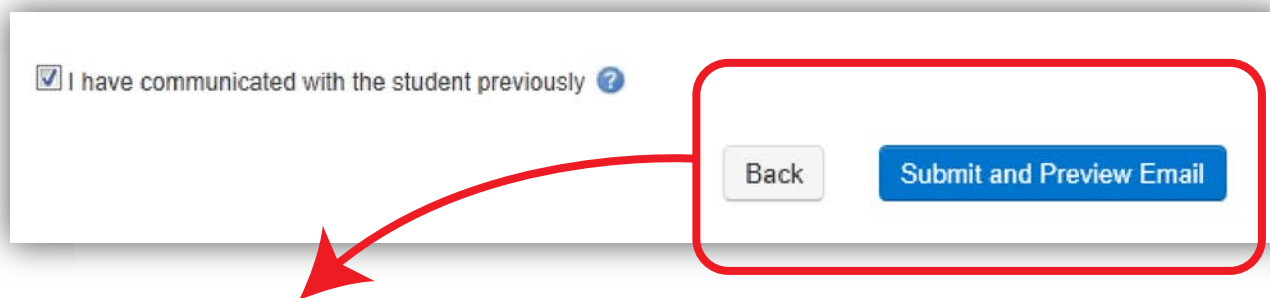 I have communicated with the student previously ?
Back
Submit and Preview Email